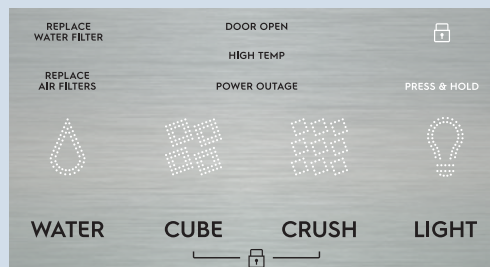 REPLACE
WATER FILTER
DOOR OPEN
HIGH TEMP
REPLACE
AIR FILTERS
POWER OUTAGE
PRESS & HOLD
WATER
CUBE
CRUSH
LIGHT